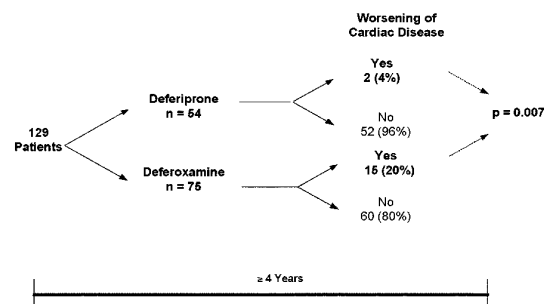 Worsening of
Cardiac Disease
Yes
2 (4%)
Deferiprone
n = 54
No
52 (96%)
p = 0.007
129
Patients
Yes
15 (20%)
Deferoxamine
n = 75
No
60 (80%)
≥ 4 Years